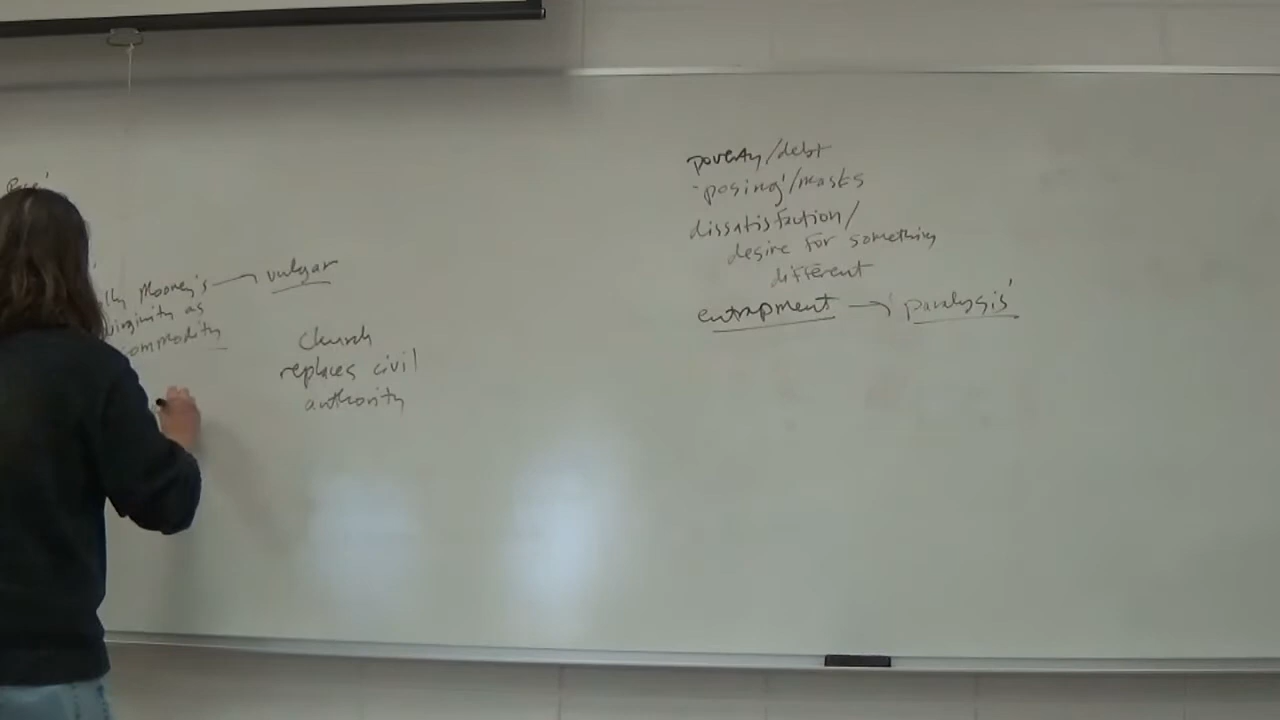 Mooney's — vulgar
virginity as
commodity
Church
replaces civil
authority
poverty/debt
'posing'/masks
dissatisfaction/
desire for something
different
entrapment → 'paralysis'